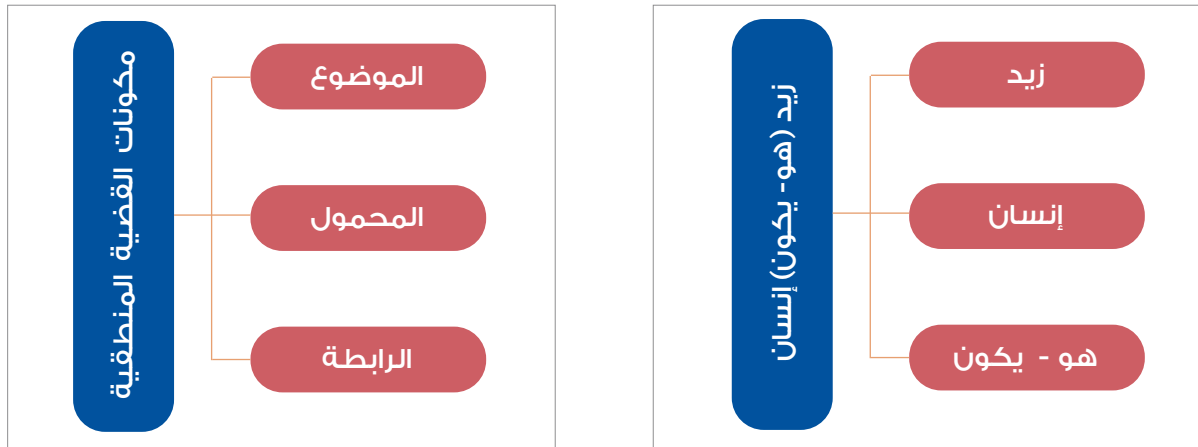 زيد (هو- يكون) إنسان
زيد
إنسان
هو - يكون
مكونات القضية المنطقية
الموضوع
المحمول
الرابطة